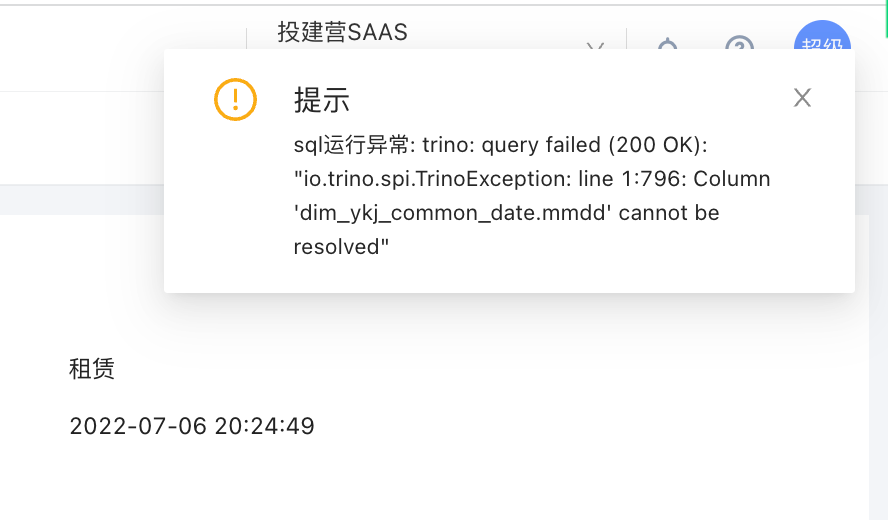 投建营SAAS
超级
提示
sql运行异常: trino: query failed (200 OK):
"io.trino.spi.TrinoException: line 1:796: Column
'dim_ykj_common_date.mmdd' cannot be
resolved"
租赁
2022-07-06 20:24:49